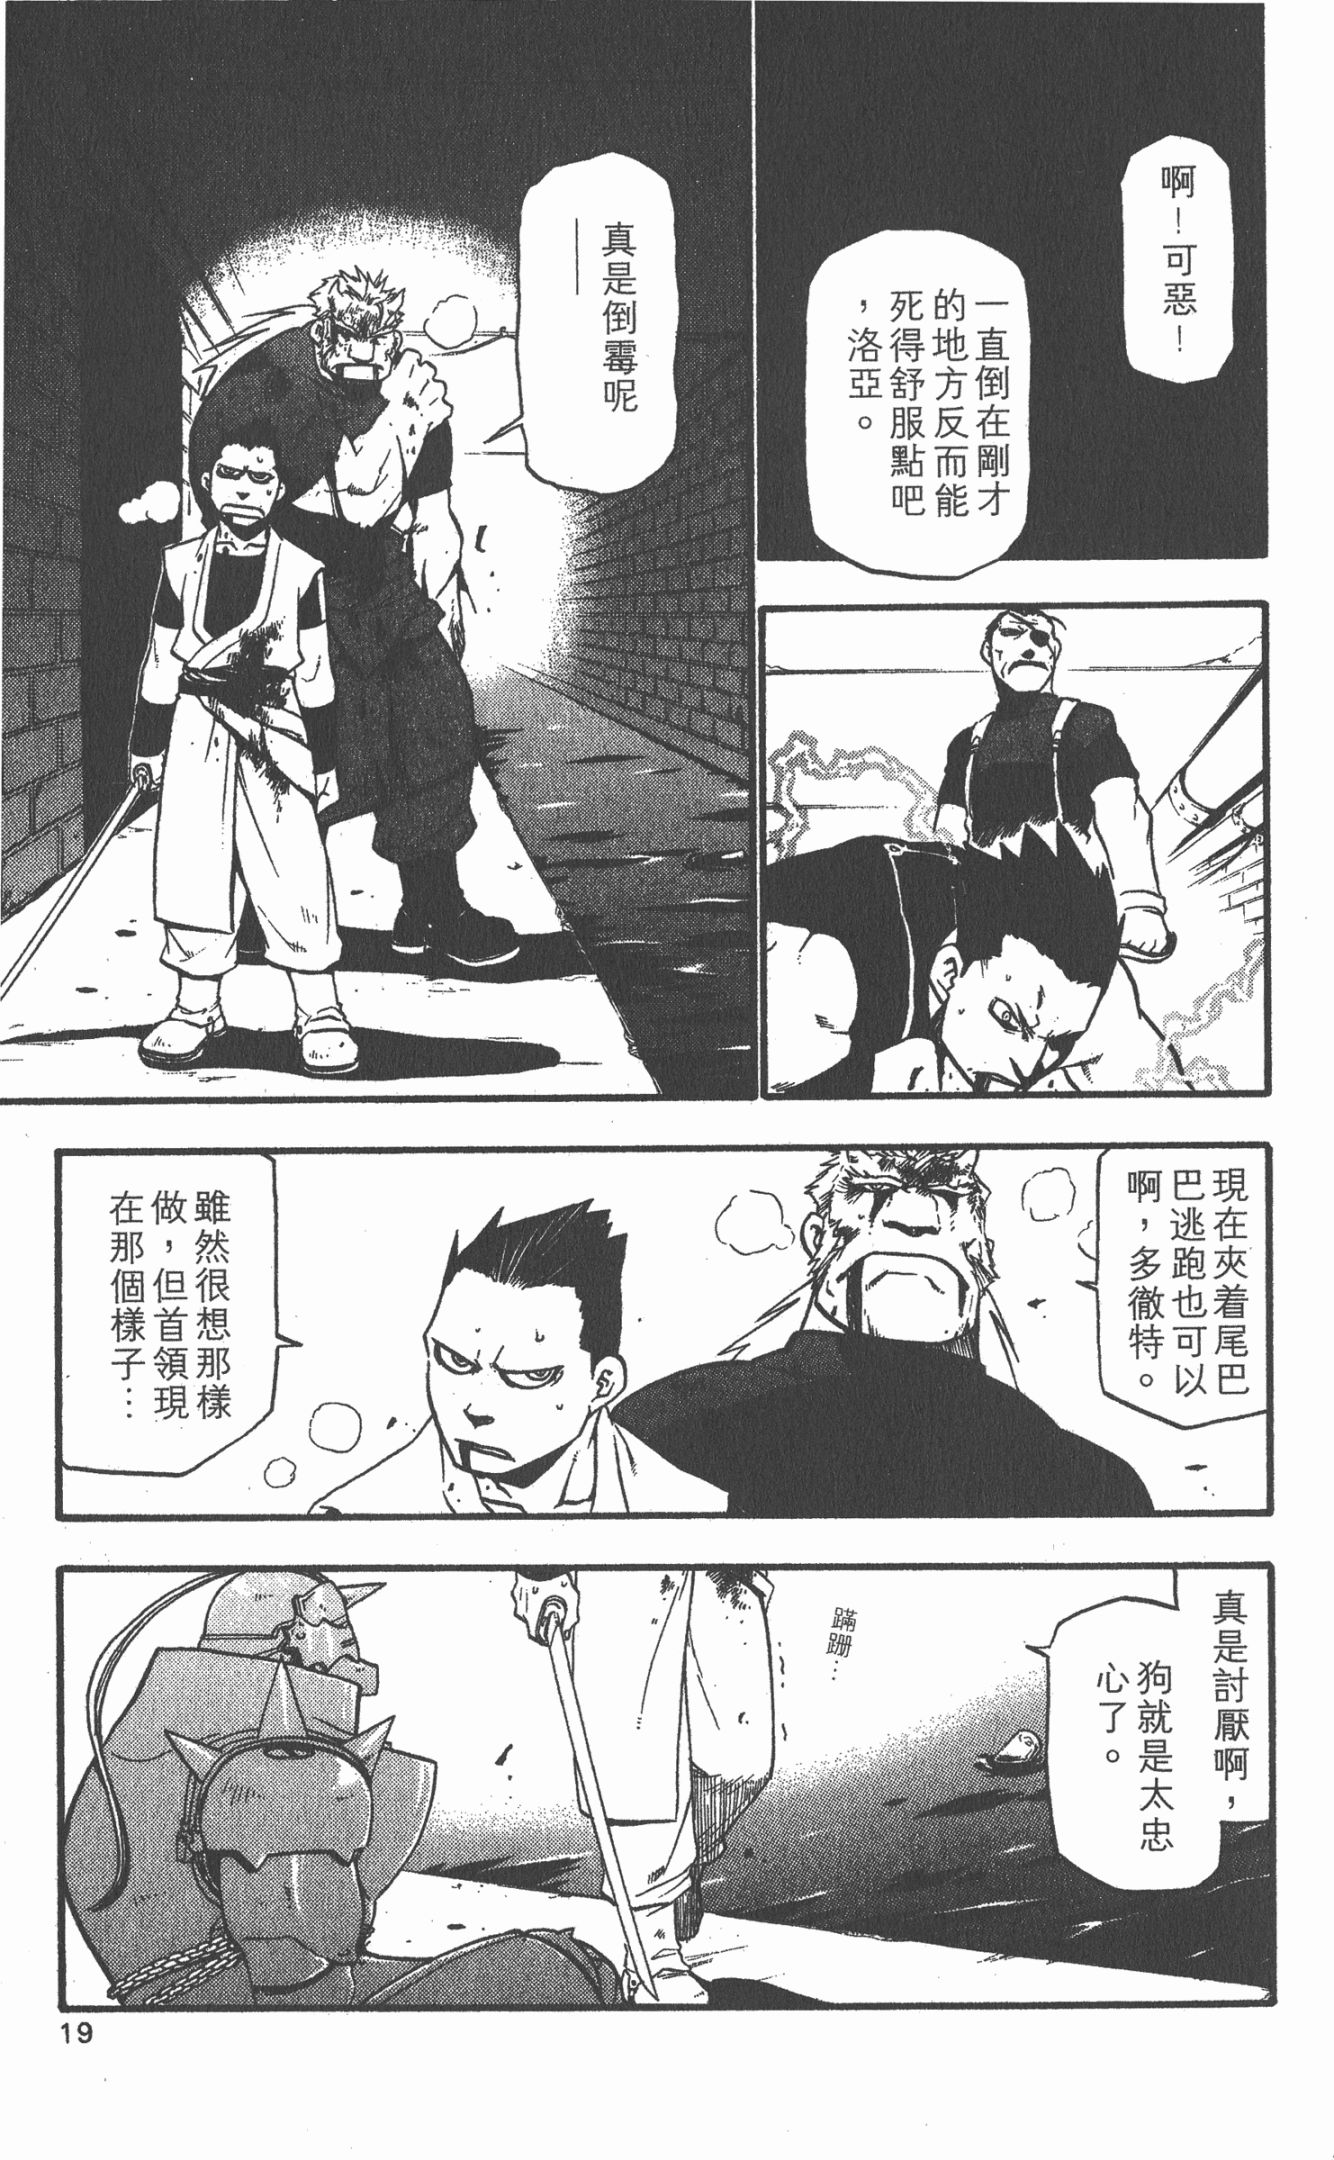 啊！可惡！
一直倒在剛才
的地方反而能
死得舒服點吧
，洛亞。
真是倒霉呢
——
現在夾着尾巴
巴逃跑也可以
啊，多徹特。
雖然很想那樣
做，但首領現
在那個樣子…
真是討厭啊，
狗就是太忠
心了。
蹣跚…
19